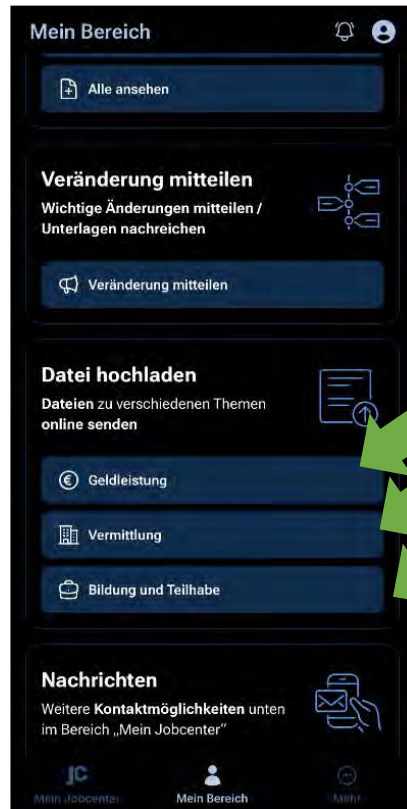 Mein Bereich
Alle ansehen
Veränderung mitteilen
Wichtige Änderungen mitteilen /
Unterlagen nachreichen
Veränderung mitteilen
Datei hochladen
Dateien zu verschiedenen Themen
online senden
Geldleistung
Vermittlung
Bildung und Teilhabe
Nachrichten
Weitere Kontaktmöglichkeiten unten
im Bereich „Mein Jobcenter“
JC
Mein Jobcenter
Mein Bereich
Mehr